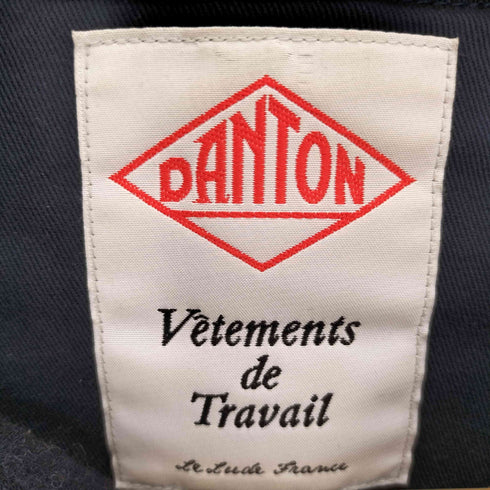 DANTON
Vêtements
de
Travail
Le Lude France